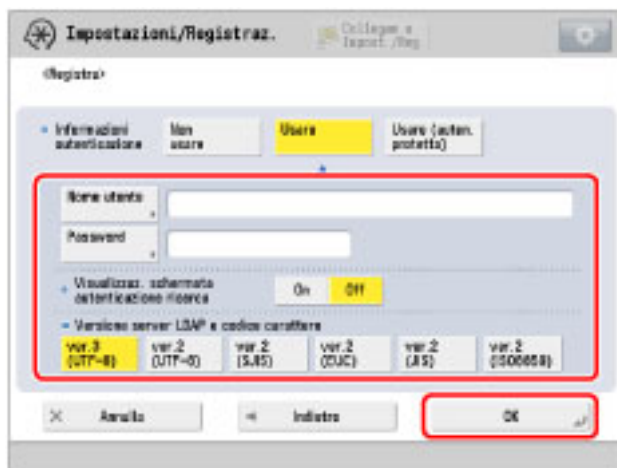 Impostazioni/Registraz.
Collegam a
Impost./Reg
<Registra>
Informazioni
autenticazione
Non
usare
Usare
Usare (auten.
protetta)
Nome utente
Password
Visualizzaz. schermata
autenticazione ricerca
On
Off
Versione server LDAP e codice carattere
ver.3
(UTF-8)
ver.2
(UTF-8)
ver.2
(SJIS)
ver.2
(EUC)
ver.2
(JIS)
ver.2
(ISO8859)
Annulla
Indietro
OK